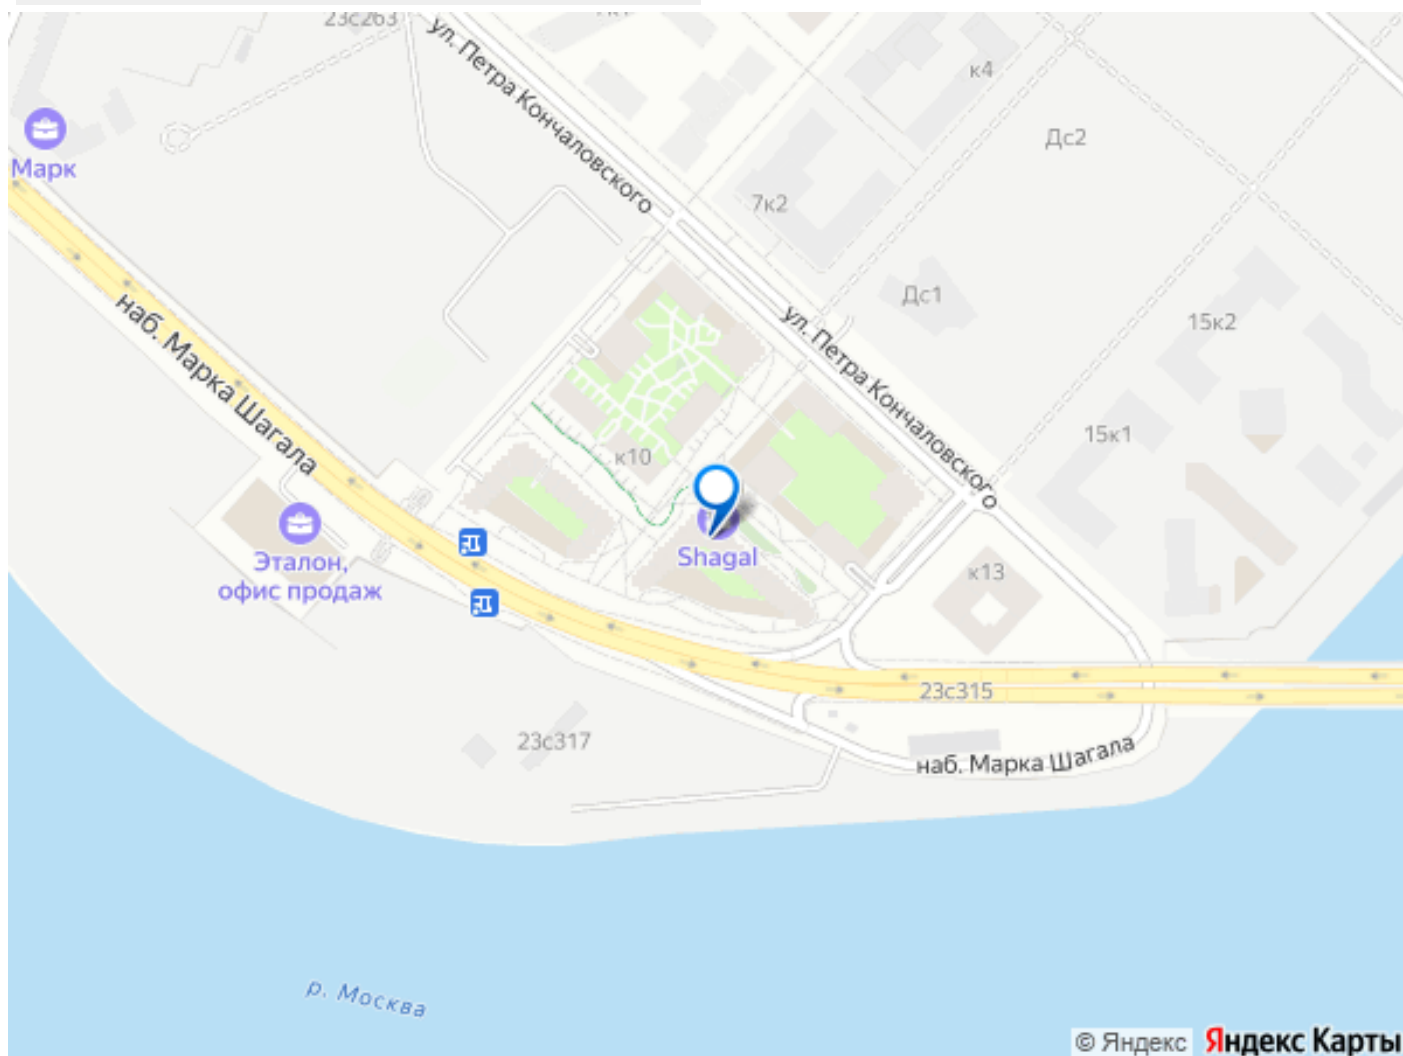 23с263
ул. Петра Кончаловского
к4
Дс2
Марк
7к2
Дс1
15к2
наб. Марка Шагала
ул. Петра Кончаловского
15к1
к10
Shagal
Эталон,
офис продаж
к13
23с315
23с317
наб. Марка Шагала
р. Москва
© Яндекс Яндекс Карты